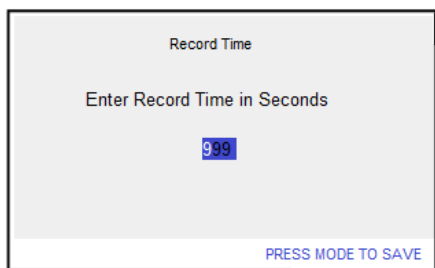 Record Time
Enter Record Time in Seconds
999
PRESS MODE TO SAVE